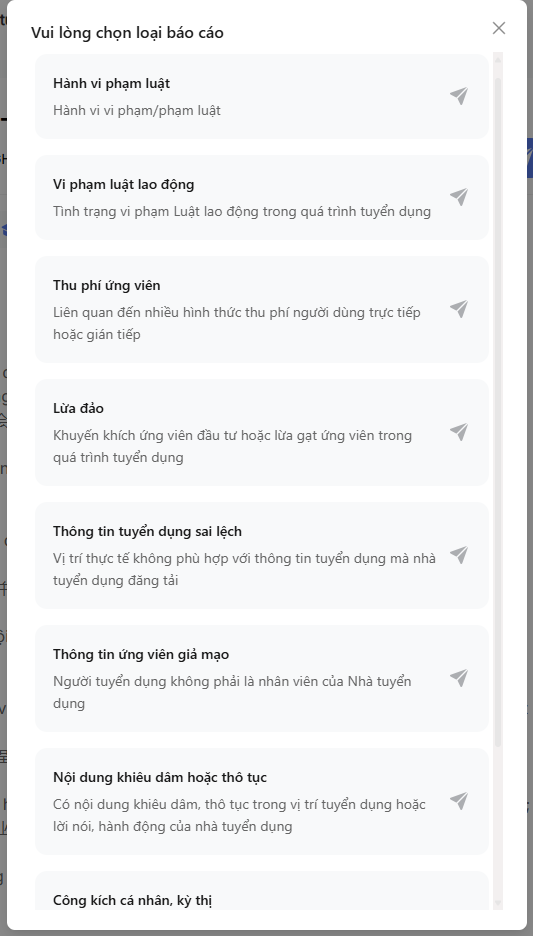 Vui lòng chọn loại báo cáo
Hành vi phạm luật
Hành vi vi phạm/phạm luật
Vi phạm luật lao động
Tình trạng vi phạm Luật lao động trong quá trình tuyển dụng
Thu phí ứng viên
Liên quan đến nhiều hình thức thu phí người dùng trực tiếp
hoặc gián tiếp
Lừa đảo
Khuyến khích ứng viên đầu tư hoặc lừa gạt ứng viên trong
quá trình tuyển dụng
Thông tin tuyển dụng sai lệch
Vị trí thực tế không phù hợp với thông tin tuyển dụng mà nhà
tuyển dụng đăng tải
Thông tin ứng viên giả mạo
Người tuyển dụng không phải là nhân viên của Nhà tuyển
dụng
Nội dung khiêu dâm hoặc thô tục
Có nội dung khiêu dâm, thô tục trong vị trí tuyển dụng hoặc
lời nói, hành động của nhà tuyển dụng
Công kích cá nhân, kỳ thị